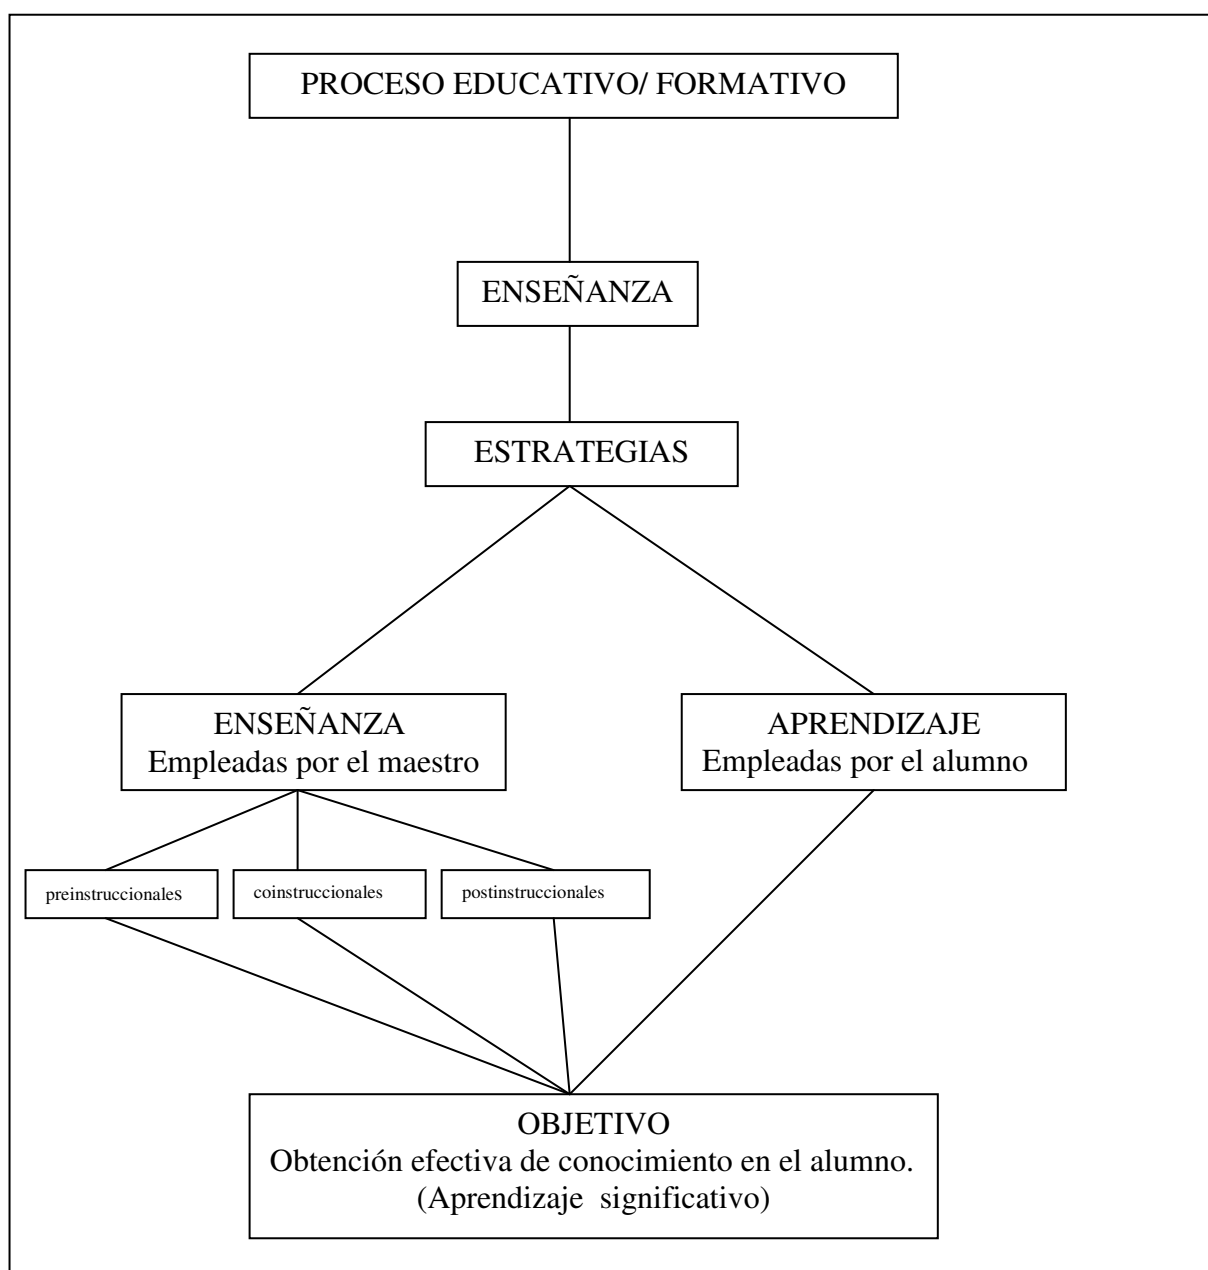 PROCESO EDUCATIVO/ FORMATIVO
ENSEÑANZA
ESTRATEGIAS
ENSEÑANZA
Empleadas por el maestro
APRENDIZAJE
Empleadas por el alumno
preinstruccionales
coinstruccionales
postinstruccionales
OBJETIVO
Obtención efectiva de conocimiento en el alumno.
(Aprendizaje significativo)